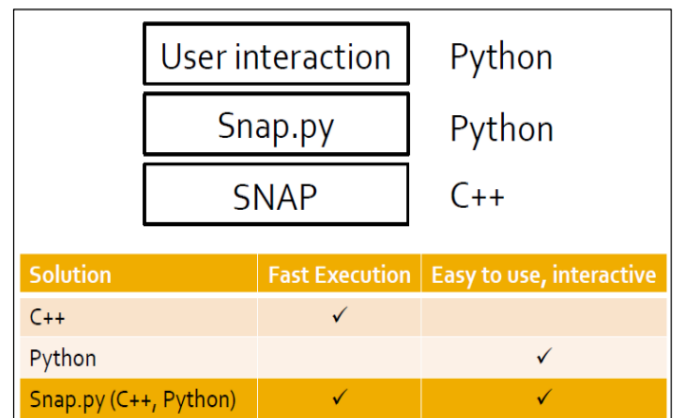 User interaction Python
Snap.py Python
SNAP C++
Solution Fast Execution Easy to use, interactive
C++ ✓
Python ✓
Snap.py (C++, Python) ✓ ✓